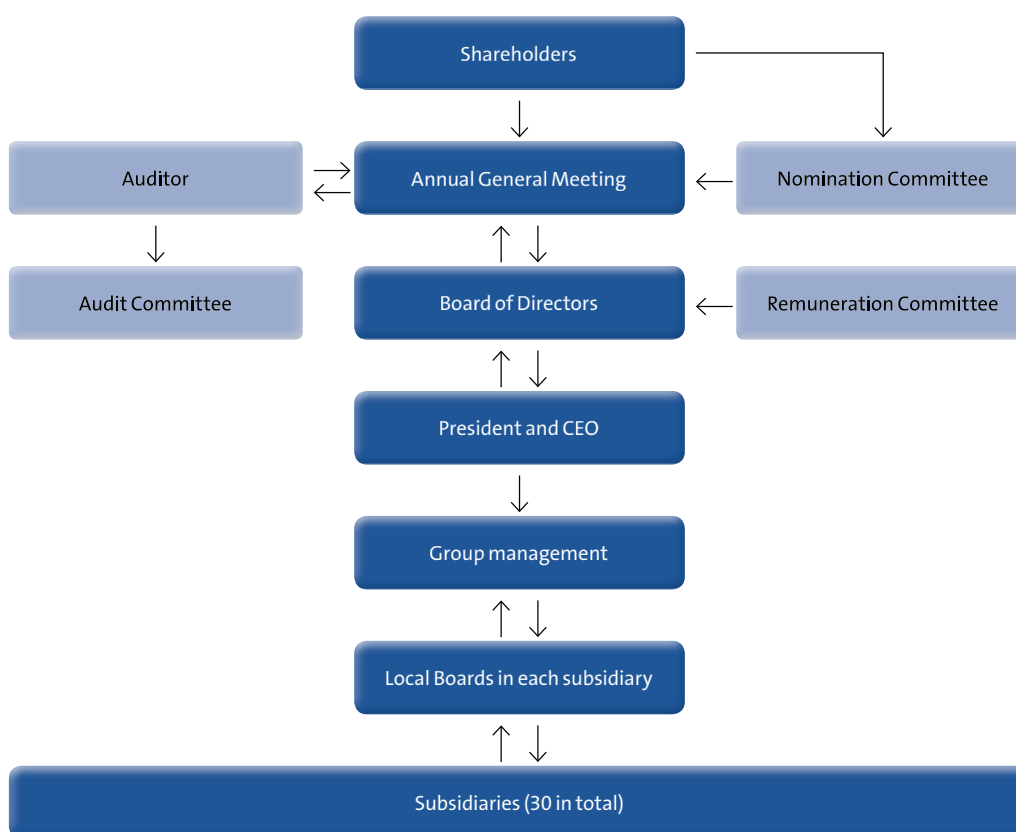 Shareholders
Auditor
Annual General Meeting
Nomination Committee
Audit Committee
Board of Directors
Remuneration Committee
President and CEO
Group management
Local Boards in each subsidiary
Subsidiaries (30 in total)